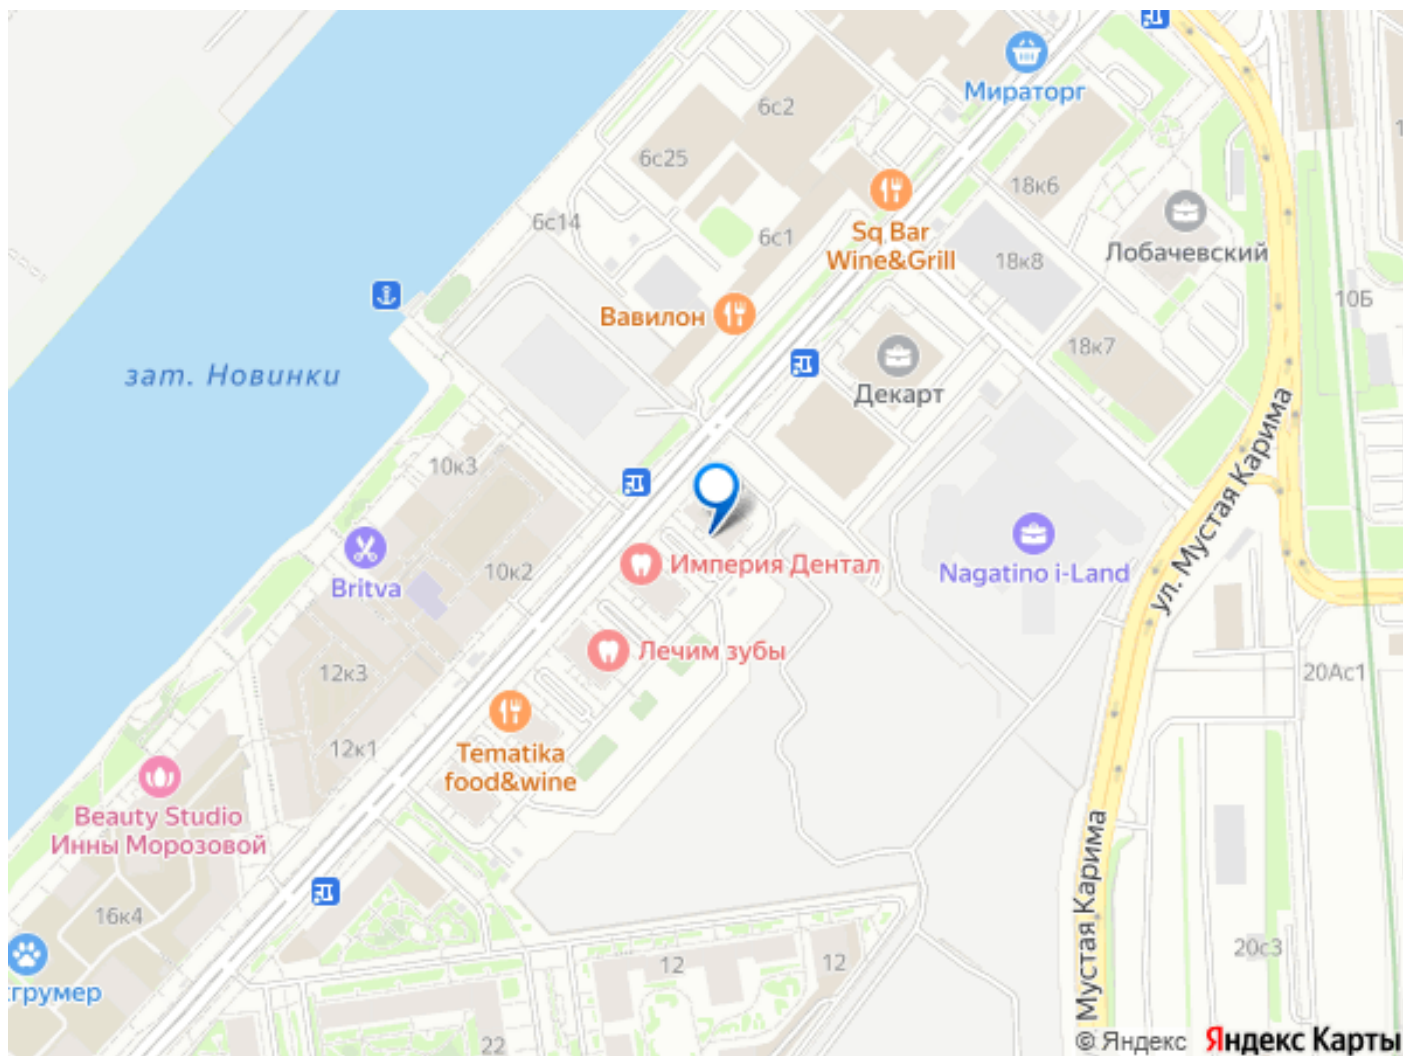 Мираторг
6с2
6с25
18к6
6с14
6с1
Sq Bar
Wine&Grill
18к8
Лобачевский
10Б
Вавилон
18к7
зат. Новинки
Декарт
ул. Мустая Карима
10к3
Britva
10к2
Империя Дентал
Nagatino i-Land
Лечим зубы
12к3
20Ас1
12к1
Tematika
food&wine
Beauty Studio
Инны Морозовой
16к4
Мустая Карима
12
12
20с3
грумер
22
© Яндекс Яндекс Карты